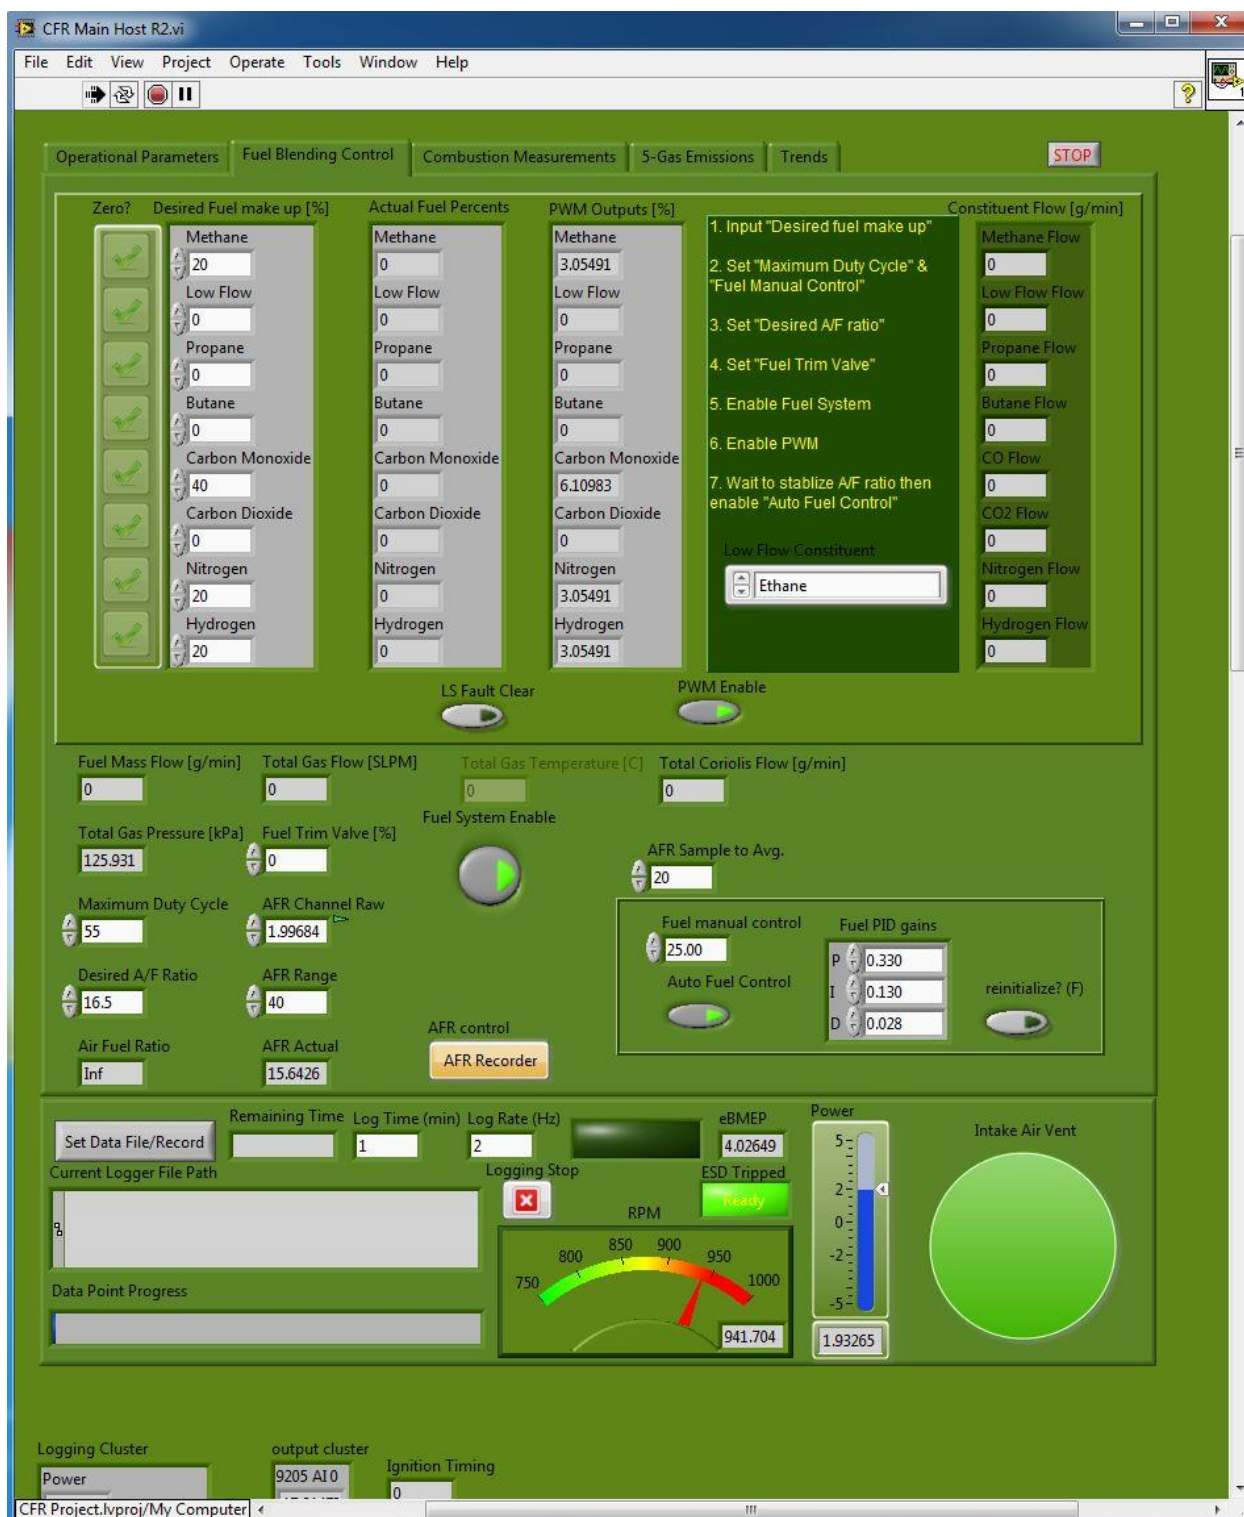 CFR Main Host R2.vi
File Edit View Project Operate Tools Window Help
Operational Parameters Fuel Blending Control Combustion Measurements 5-Gas Emissions Trends STOP
Zero? Desired Fuel make up [%] Actual Fuel Percents PWM Outputs [%] Constituent Flow [g/min]
Methane Methane Methane Methane Flow
20 0 3.05491 0
Low Flow Low Flow Low Flow Low Flow Flow
0 0 0 0
Propane Propane Propane Propane Flow
0 0 0 0
Butane Butane Butane Butane Flow
0 0 0 0
Carbon Monoxide Carbon Monoxide Carbon Monoxide CO Flow
40 0 6.10983 0
Carbon Dioxide Carbon Dioxide Carbon Dioxide CO2 Flow
0 0 0 0
Nitrogen Nitrogen Nitrogen Nitrogen Flow
20 0 3.05491 0
Hydrogen Hydrogen Hydrogen Hydrogen Flow
20 0 3.05491 0
1. Input "Desired fuel make up"
2. Set "Maximum Duty Cycle" &
"Fuel Manual Control"
3. Set "Desired A/F ratio"
4. Set "Fuel Trim Valve"
5. Enable Fuel System
6. Enable PWM
7. Wait to stablize A/F ratio then
enable "Auto Fuel Control"
Low Flow Constituent
Ethane
LS Fault Clear PWM Enable
Fuel Mass Flow [g/min] Total Gas Flow [SLPM] Total Gas Temperature [C] Total Coriolis Flow [g/min]
0 0 0 0
Fuel System Enable
Total Gas Pressure [kPa] Fuel Trim Valve [%]
125.931 0
AFR Sample to Avg.
20
Maximum Duty Cycle AFR Channel Raw
55 1.99684
Fuel manual control Fuel PID gains
25.00 P 0.330
Auto Fuel Control I 0.130 reinitialize? (F)
D 0.028
Desired A/F Ratio AFR Range
16.5 40
AFR control
AFR Recorder
Air Fuel Ratio AFR Actual
Inf 15.6426
Set Data File/Record Remaining Time Log Time (min) Log Rate (Hz) eBMEP
1 2 4.02649
Current Logger File Path Logging Stop ESD Tripped
Ready
RPM
750 800 850 900 950 1000
941.704
Data Point Progress
Power
5
2
0
-2
-5
1.93265
Intake Air Vent
Logging Cluster output cluster Ignition Timing
Power 9205 AI 0 0
CFR Project.lvproj/My Computer